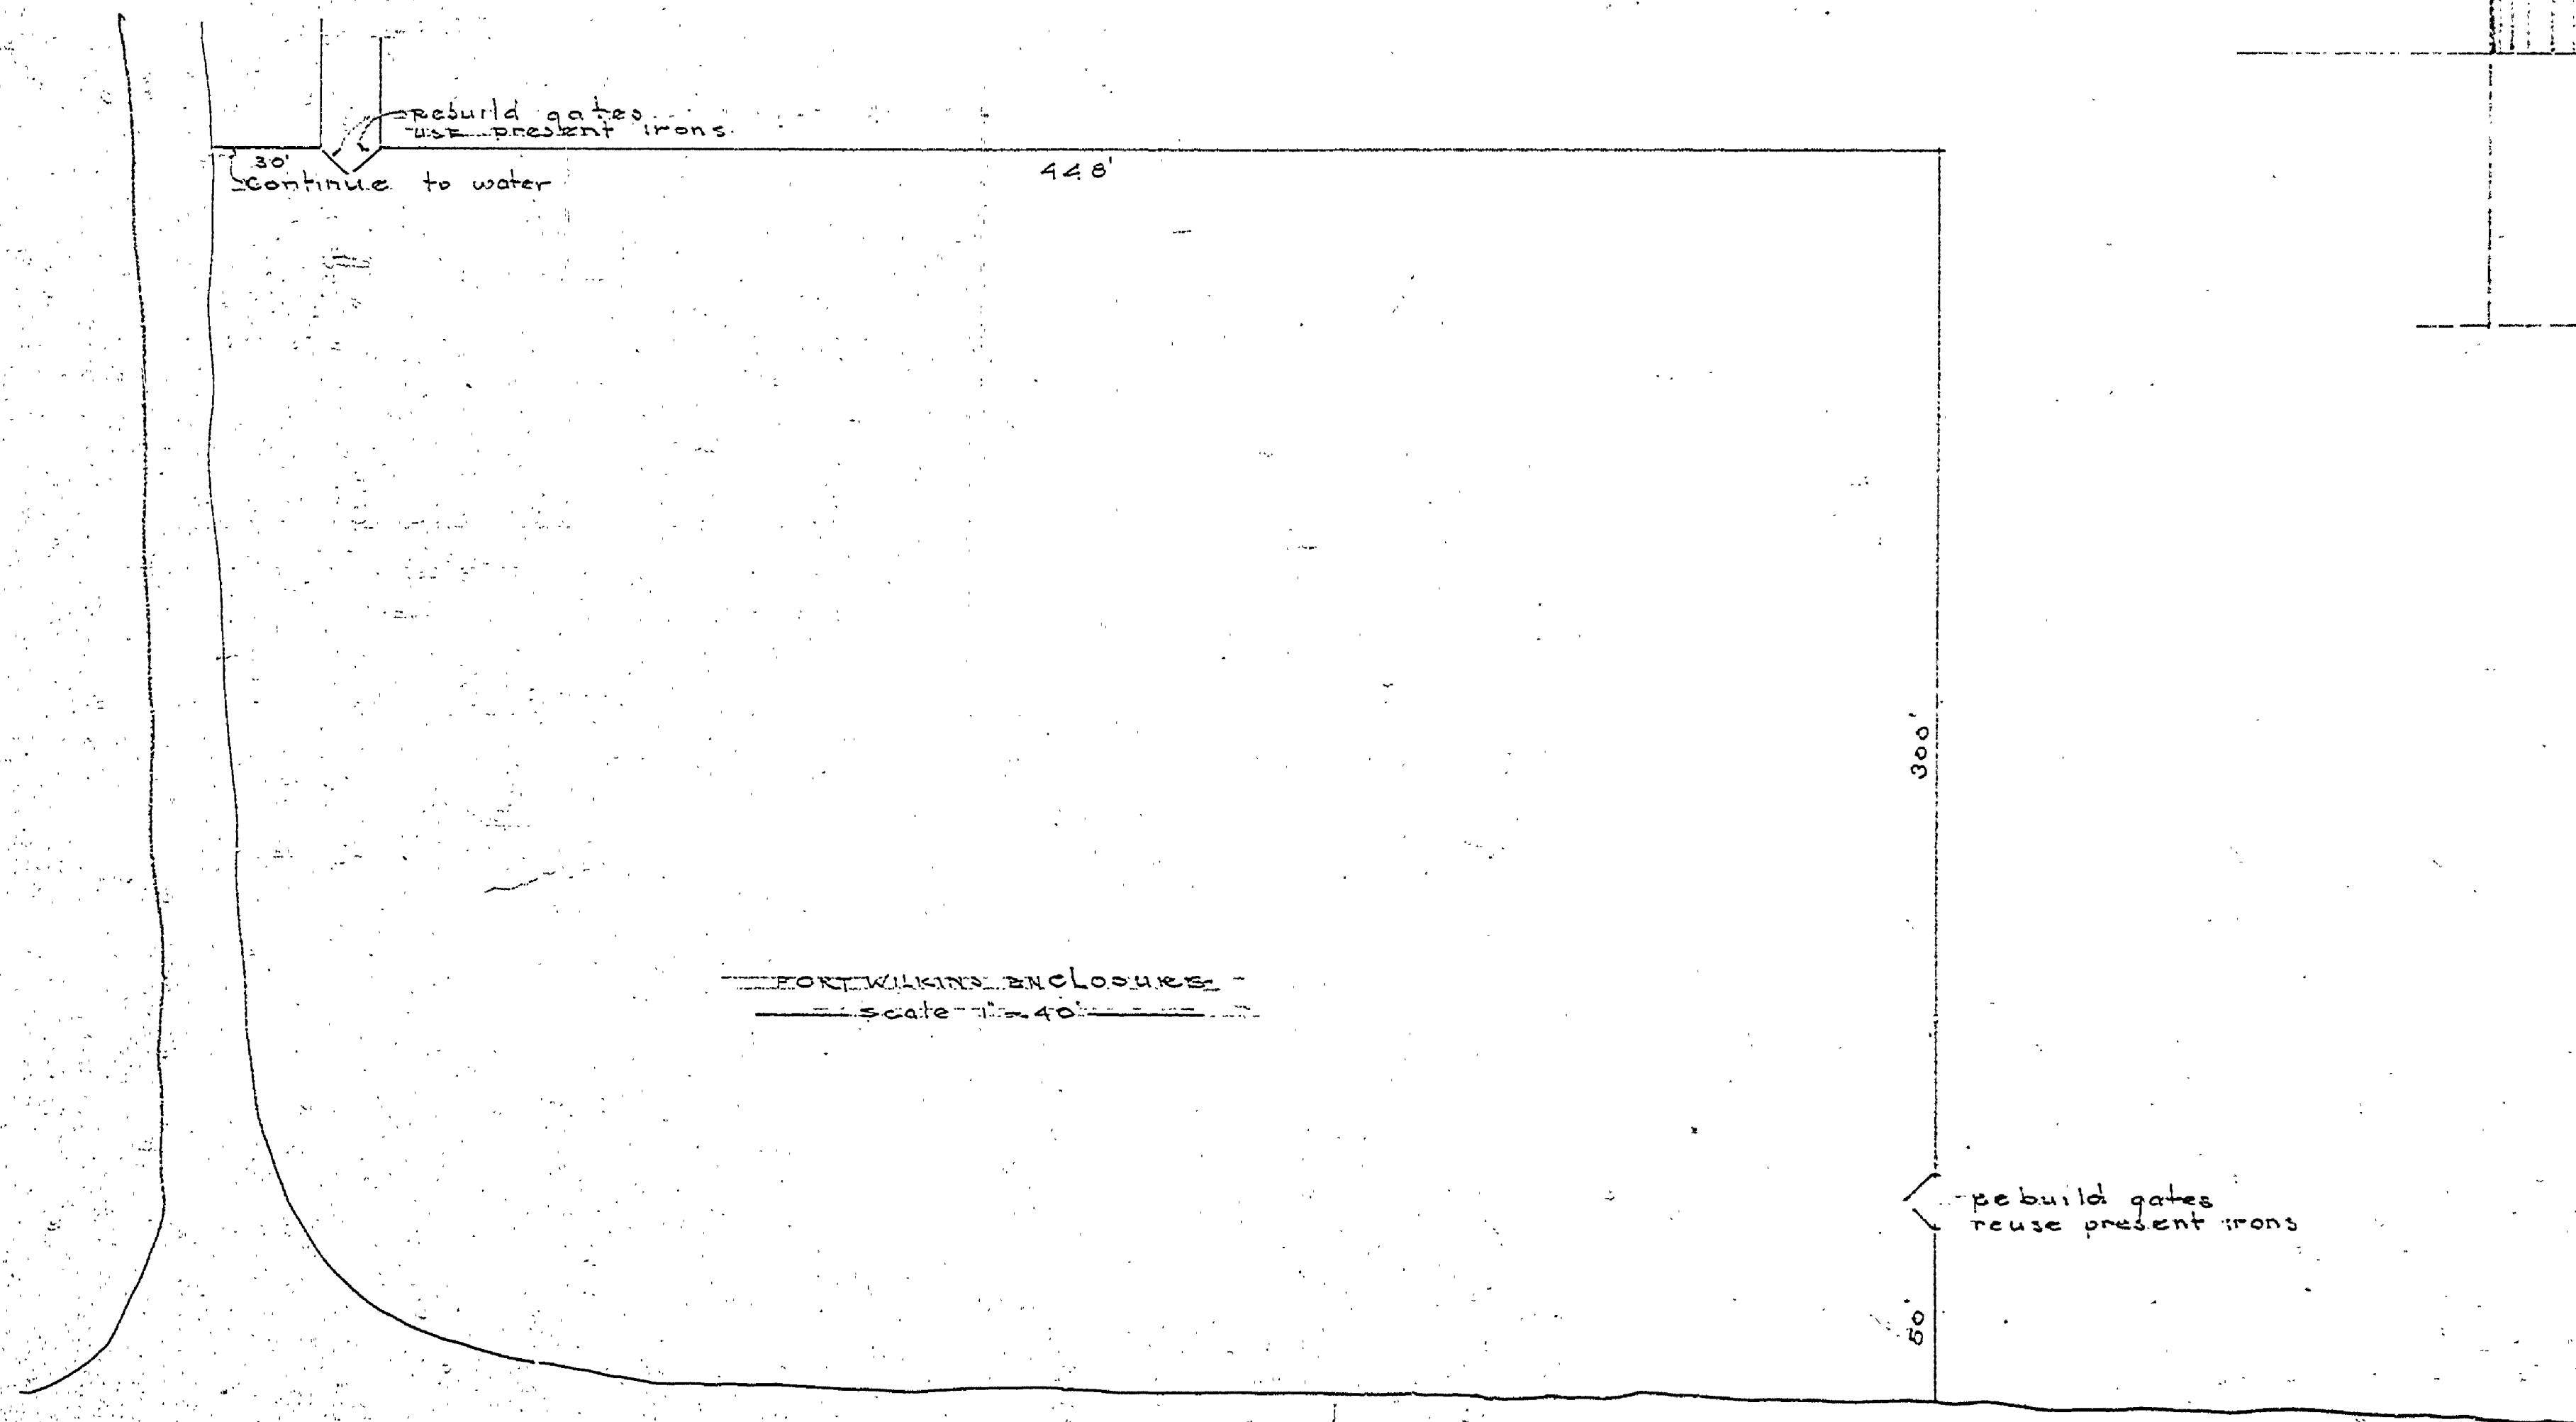 rebuild gates
use present irons
30'
continue to water
448'
300'
FORT WILKINS ENCLOSURE
scale 1" = 40'
rebuild gates
reuse present irons
50'